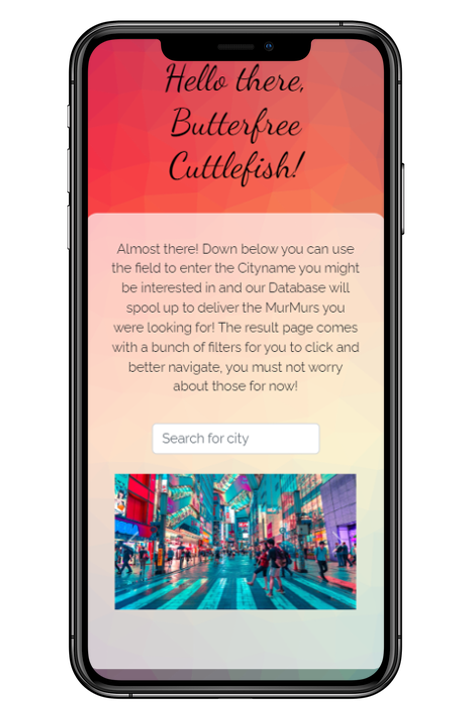 Hello there,
Butterfree
Cuttlefish!
Almost there! Down below you can use
the field to enter the Cityname you might
be interested in and our Database will
spool up to deliver the MurMurs you
were looking for! The result page comes
with a bunch of filters for you to click and
better navigate, you must not worry
about those for now!
Search for city